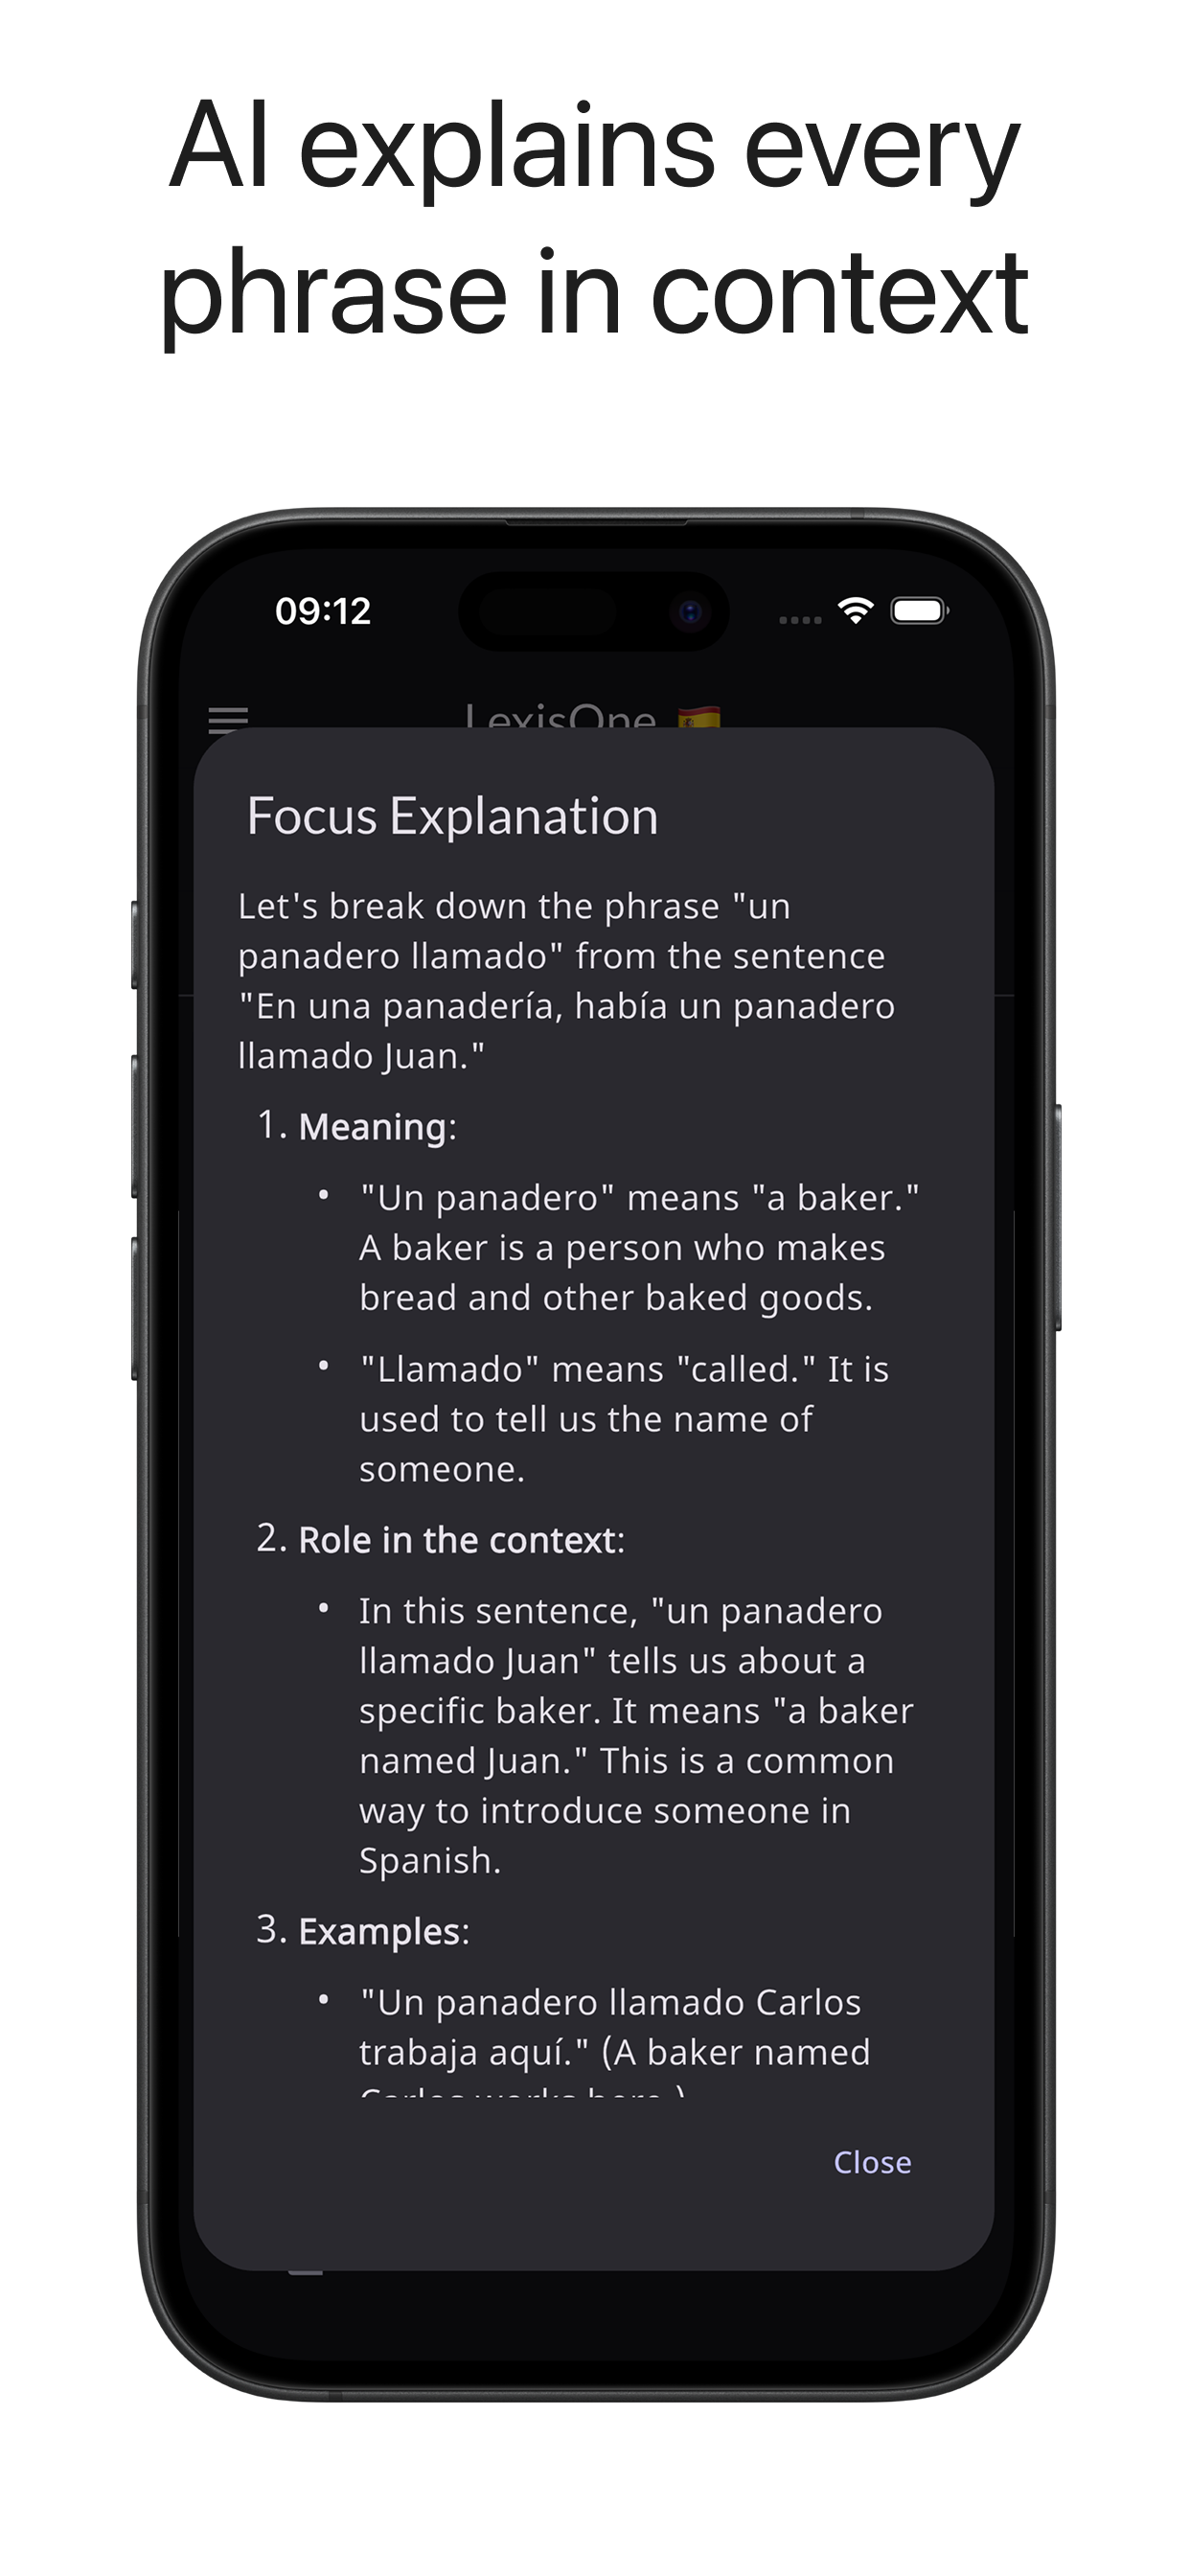 AI explains every
phrase in context
09:12
LexisOne 🇪🇸
Focus Explanation
Let's break down the phrase "un
panadero llamado" from the sentence
"En una panadería, había un panadero
llamado Juan."
1. Meaning:
• "Un panadero" means "a baker."
A baker is a person who makes
bread and other baked goods.
• "Llamado" means "called." It is
used to tell us the name of
someone.
2. Role in the context:
• In this sentence, "un panadero
llamado Juan" tells us about a
specific baker. It means "a baker
named Juan." This is a common
way to introduce someone in
Spanish.
3. Examples:
• "Un panadero llamado Carlos
trabaja aquí." (A baker named
Carlos works here.)
Close